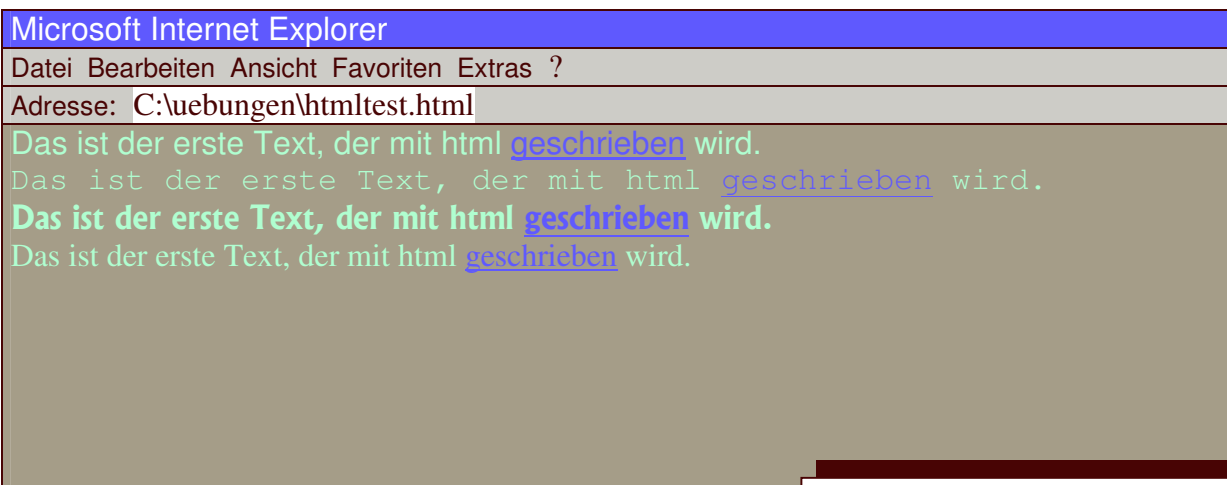 Microsoft Internet Explorer
Datei Bearbeiten Ansicht Favoriten Extras ?
Adresse: C:\uebungen\htmltest.html
Das ist der erste Text, der mit html geschrieben wird.
Das ist der erste Text, der mit html geschrieben wird.
Das ist der erste Text, der mit html geschrieben wird.
Das ist der erste Text, der mit html geschrieben wird.